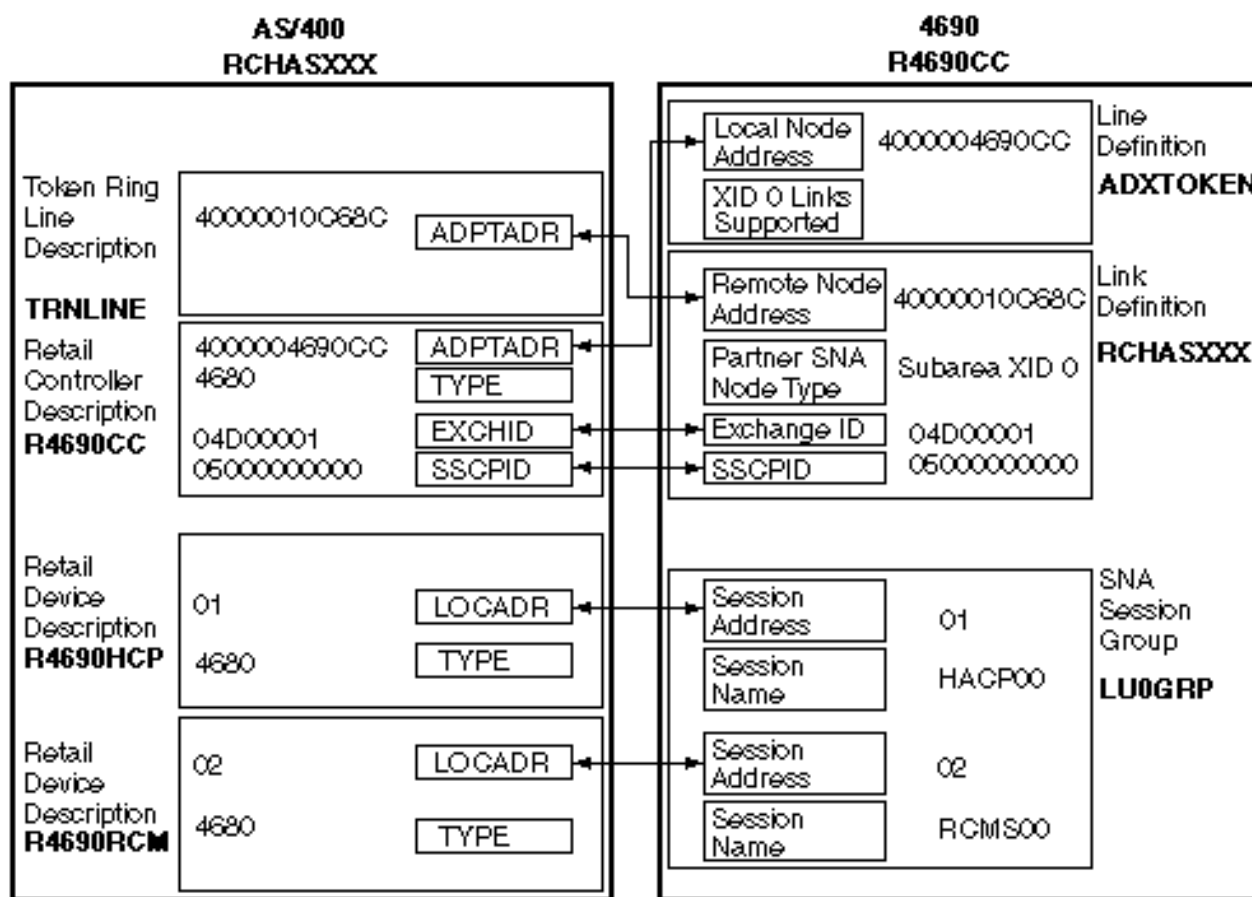 AS/400
RCHASXXX
Token Ring
Line
Description
TRNLINE
40000010C68C
ADPTADR
Retail
Controller
Description
R4690CC
4000004690CC
ADPTADR
4680
TYPE
04D00001
EXCHID
05000000000
SSCPID
Retail
Device
Description
R4690HCP
01
LOCADR
4680
TYPE
Retail
Device
Description
R4690RCM
02
LOCADR
4680
TYPE
4690
R4690CC
Local Node
Address
4000004690CC
XID 0 Links
Supported
Line
Definition
ADXTOKEN
Remote Node
Address
40000010C68C
Partner SNA
Node Type
Subarea XID 0
Exchange ID
04D00001
SSCPID
05000000000
Link
Definition
RCHASXXX
Session
Address
01
Session
Name
HACP00
Session
Address
02
Session
Name
RCMS00
SNA
Session
Group
LU0GRP